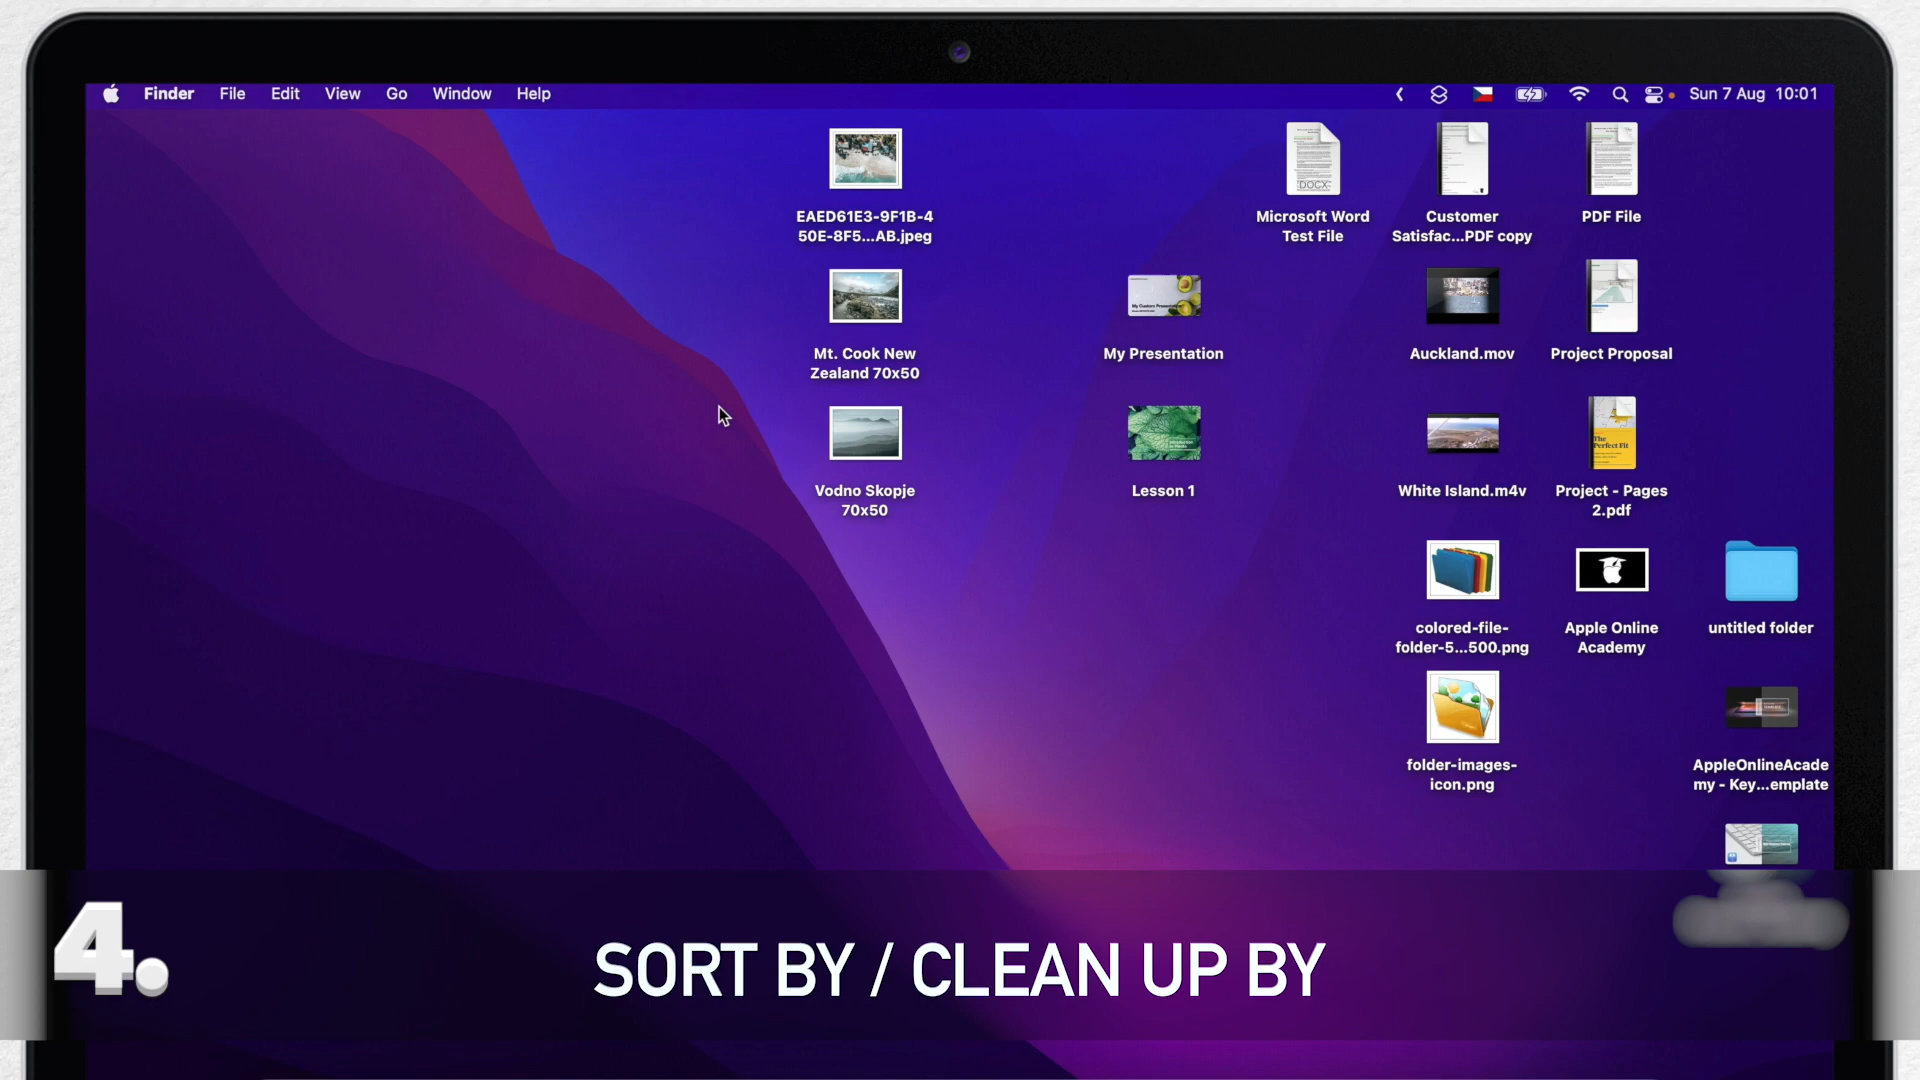 Finder File Edit View Go Window Help
Sun 7 Aug 10:01
EAED61E3-9F1B-4
50E-8F5...AB.jpeg
Microsoft Word
Test File
DOCX
Customer
Satisfac...PDF copy
PDF File
Mt. Cook New
Zealand 70x50
My Presentation
Auckland.mov
Project Proposal
Vodno Skopje
70x50
Lesson 1
White Island.m4v
The
Perfect Fit
Project - Pages
2.pdf
colored-file-
folder-5...500.png
Apple Online
Academy
untitled folder
folder-images-
icon.png
AppleOnlineAcade
my - Key...emplate
4.
SORT BY / CLEAN UP BY